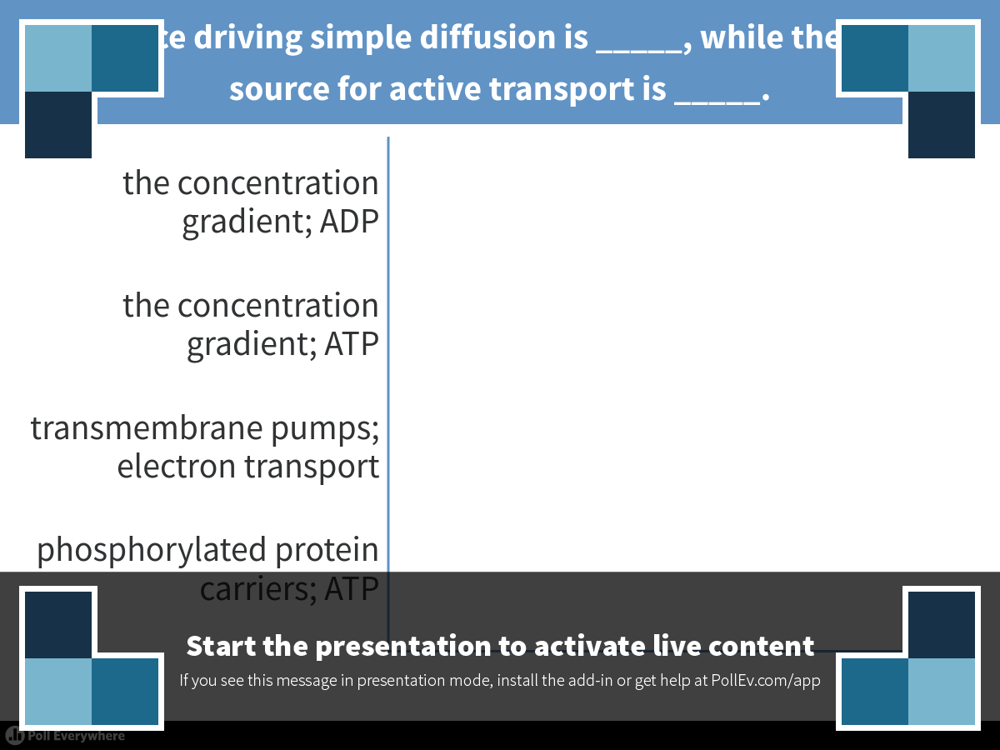 driving simple diffusion is _____, while the
source for active transport is _____.
the concentration
gradient; ADP
the concentration
gradient; ATP
transmembrane pumps;
electron transport
phosphorylated protein
carriers; ATP
Start the presentation to activate live content
If you see this message in presentation mode, install the add-in or get help at PollEv.com/app
Poll Everywhere